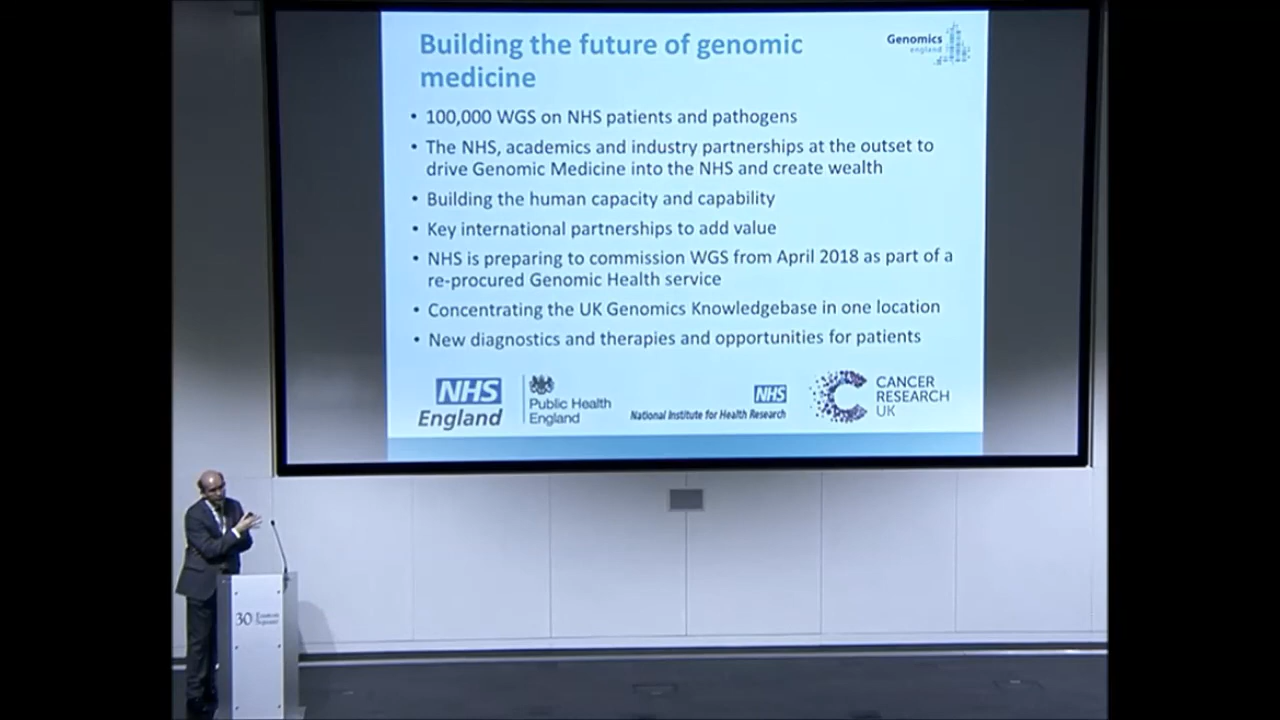 Building the future of genomic
medicine
Genomics
england
• 100,000 WGS on NHS patients and pathogens
• The NHS, academics and industry partnerships at the outset to
drive Genomic Medicine into the NHS and create wealth
• Building the human capacity and capability
• Key international partnerships to add value
• NHS is preparing to commission WGS from April 2018 as part of a
re-procured Genomic Health service
• Concentrating the UK Genomics Knowledgebase in one location
• New diagnostics and therapies and opportunities for patients
NHS
England
Public Health
England
NHS
National Institute for Health Research
CANCER
RESEARCH
UK
30